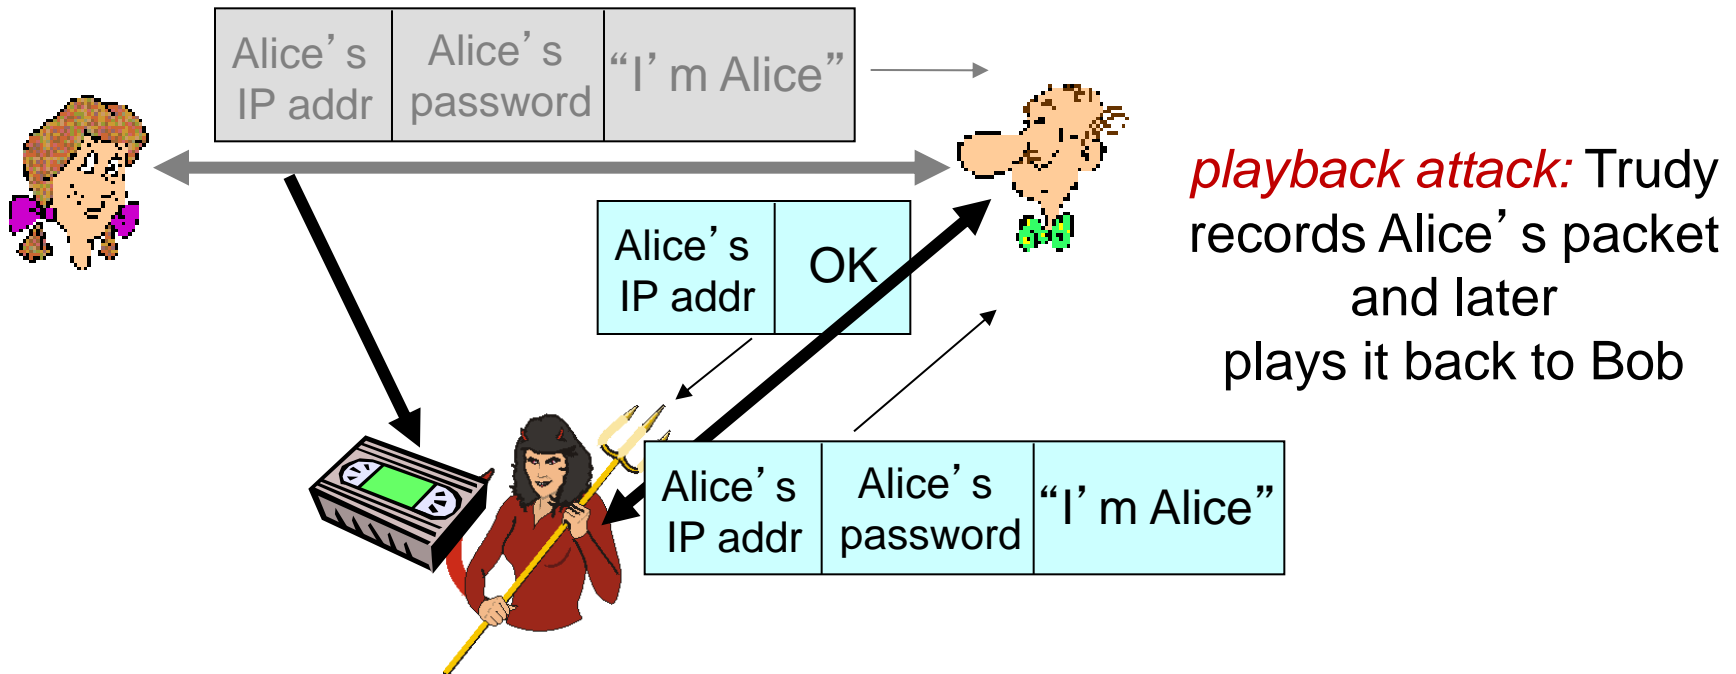 Alice’s
IP addr
Alice’s
password
“I’m Alice”
Alice’s
IP addr
OK
playback attack: Trudy
records Alice’s packet
and later
plays it back to Bob
Alice’s
IP addr
Alice’s
password
“I’m Alice”